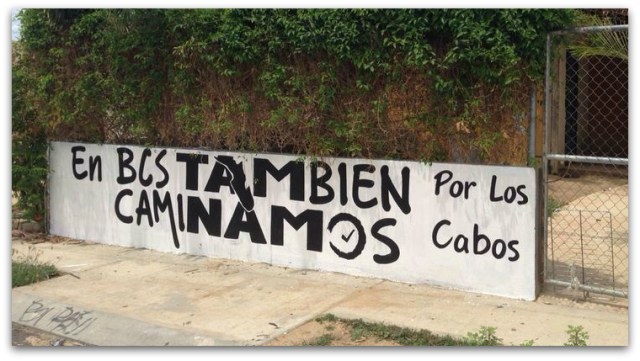 En BCS TAMBIEN
CAMINAMOS
Por Los
Cabos